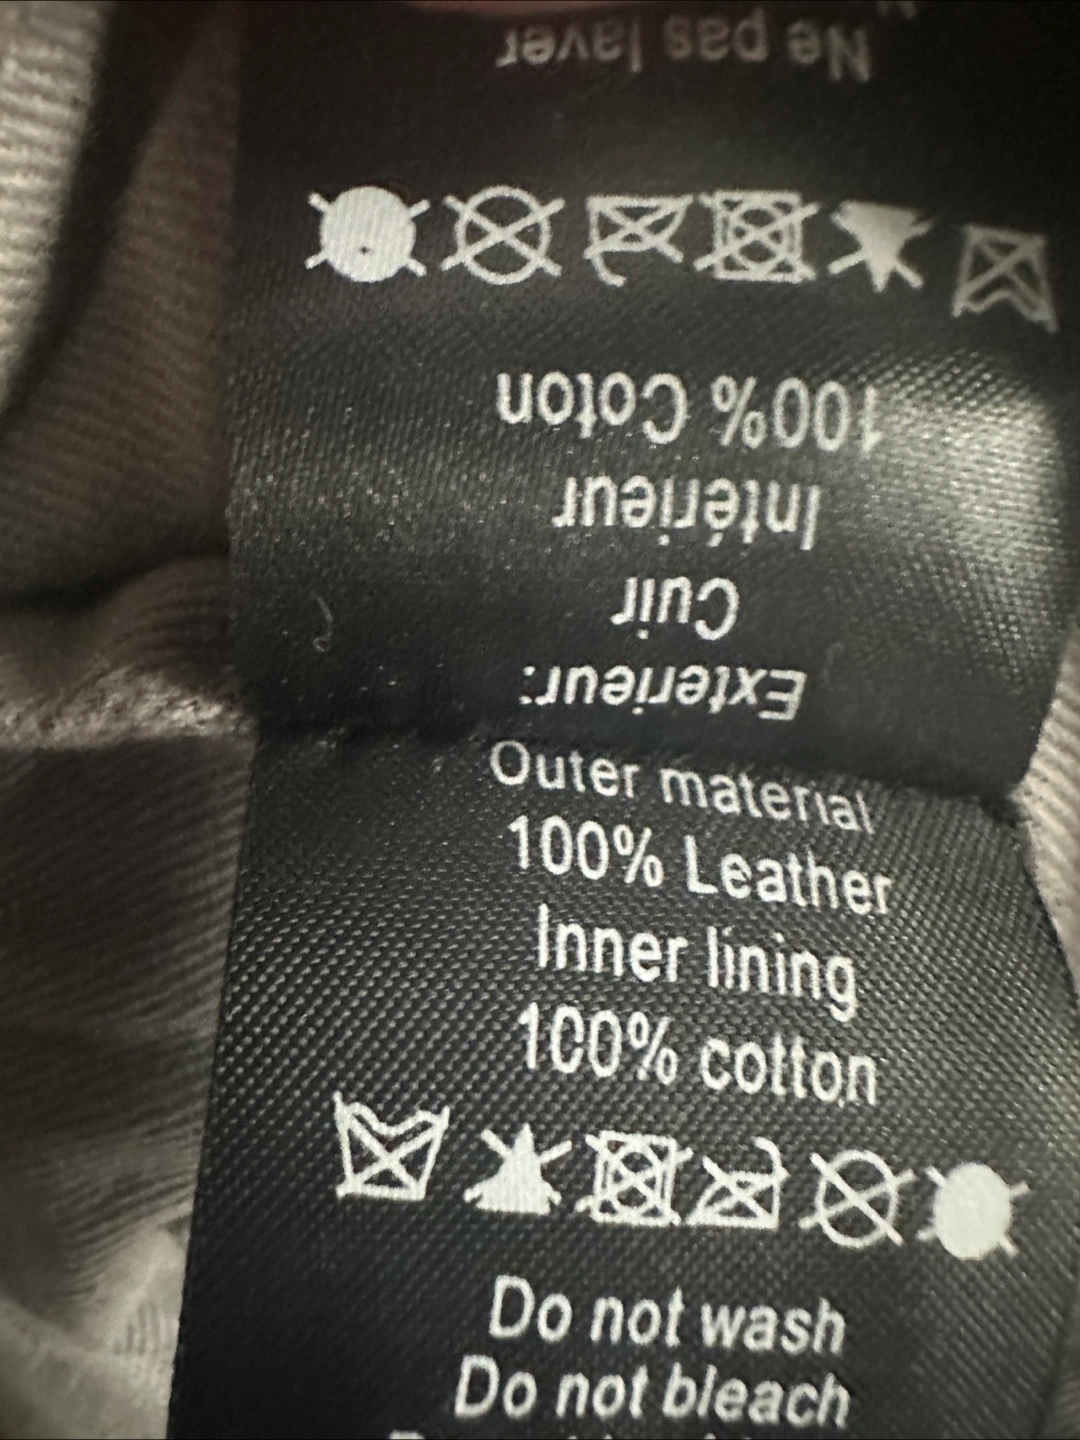 Outer material
100% Leather
Inner lining
100% cotton
Do not wash
Do not bleach
Exterieur:
Cuir
Intérieur
100% Coton
Ne pas laver